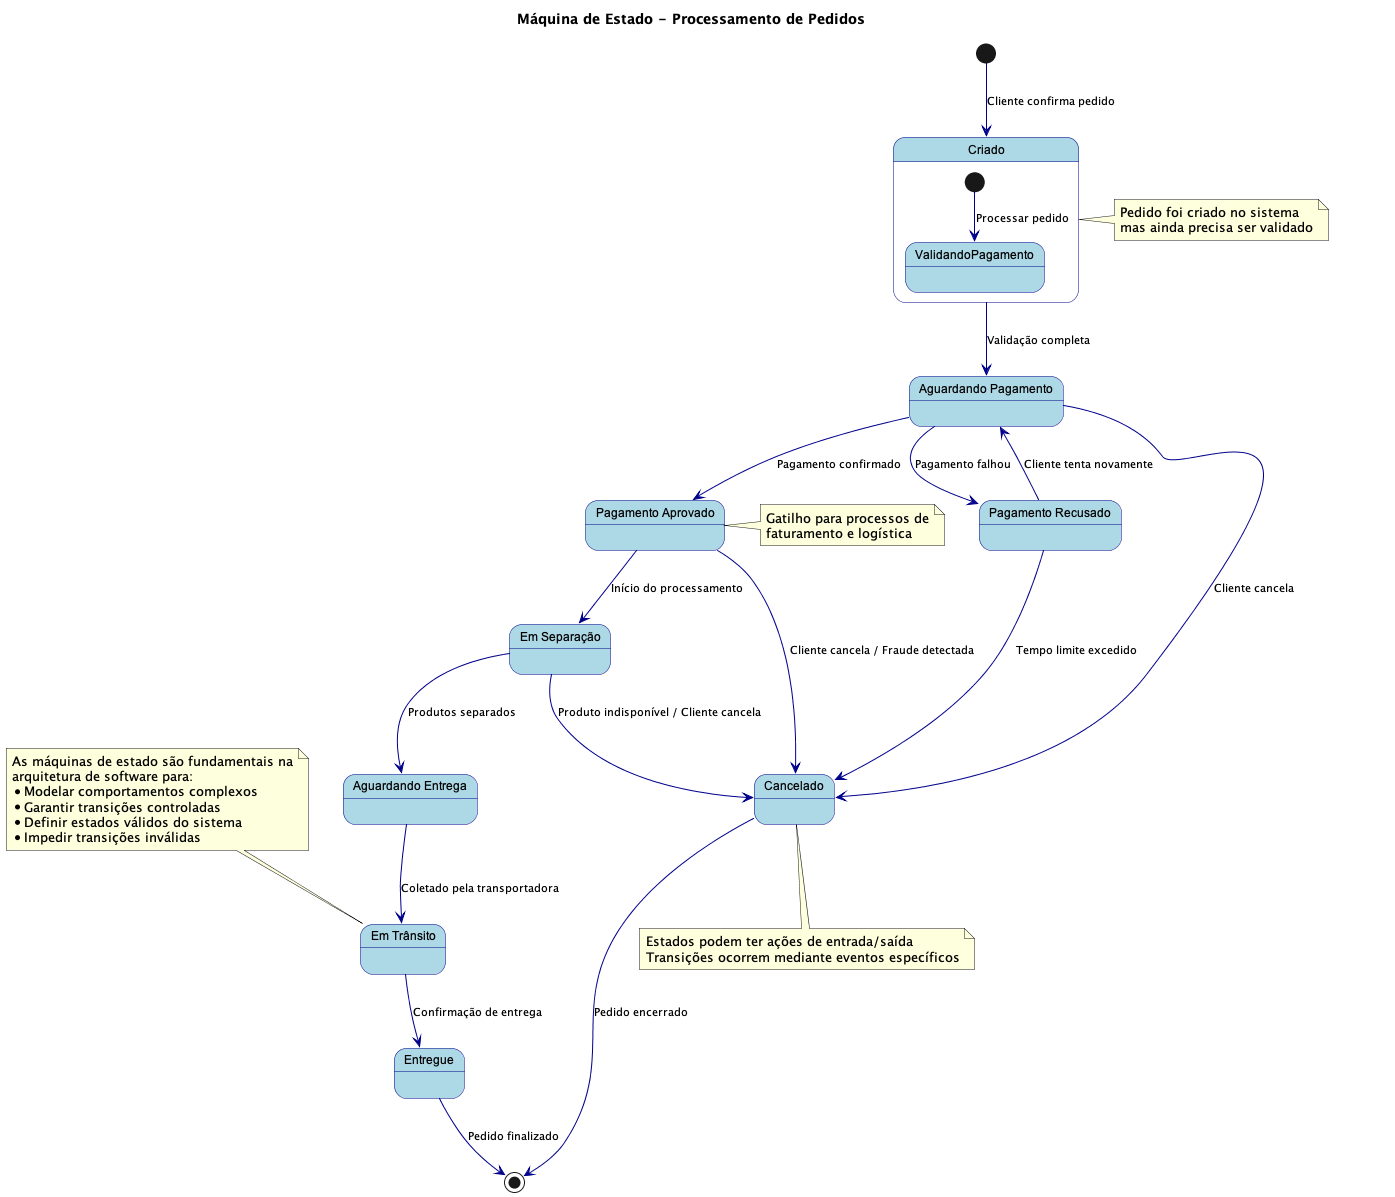 Máquina de Estado - Processamento de Pedidos
Cliente confirma pedido
Criado
Processar pedido
Pedido foi criado no sistema
mas ainda precisa ser validado
ValidandoPagamento
Validação completa
Aguardando Pagamento
Pagamento confirmado
Pagamento falhou
Cliente tenta novamente
Pagamento Aprovado
Gatilho para processos de
faturamento e logística
Pagamento Recusado
Início do processamento
Cliente cancela
Em Separação
Cliente cancela / Fraude detectada
Tempo limite excedido
Produtos separados
Produto indisponível / Cliente cancela
As máquinas de estado são fundamentais na
arquitetura de software para:
• Modelar comportamentos complexos
• Garantir transições controladas
• Definir estados válidos do sistema
• Impedir transições inválidas
Aguardando Entrega
Cancelado
Coletado pela transportadora
Em Trânsito
Estados podem ter ações de entrada/saída
Transições ocorrem mediante eventos específicos
Confirmação de entrega
Pedido encerrado
Entregue
Pedido finalizado